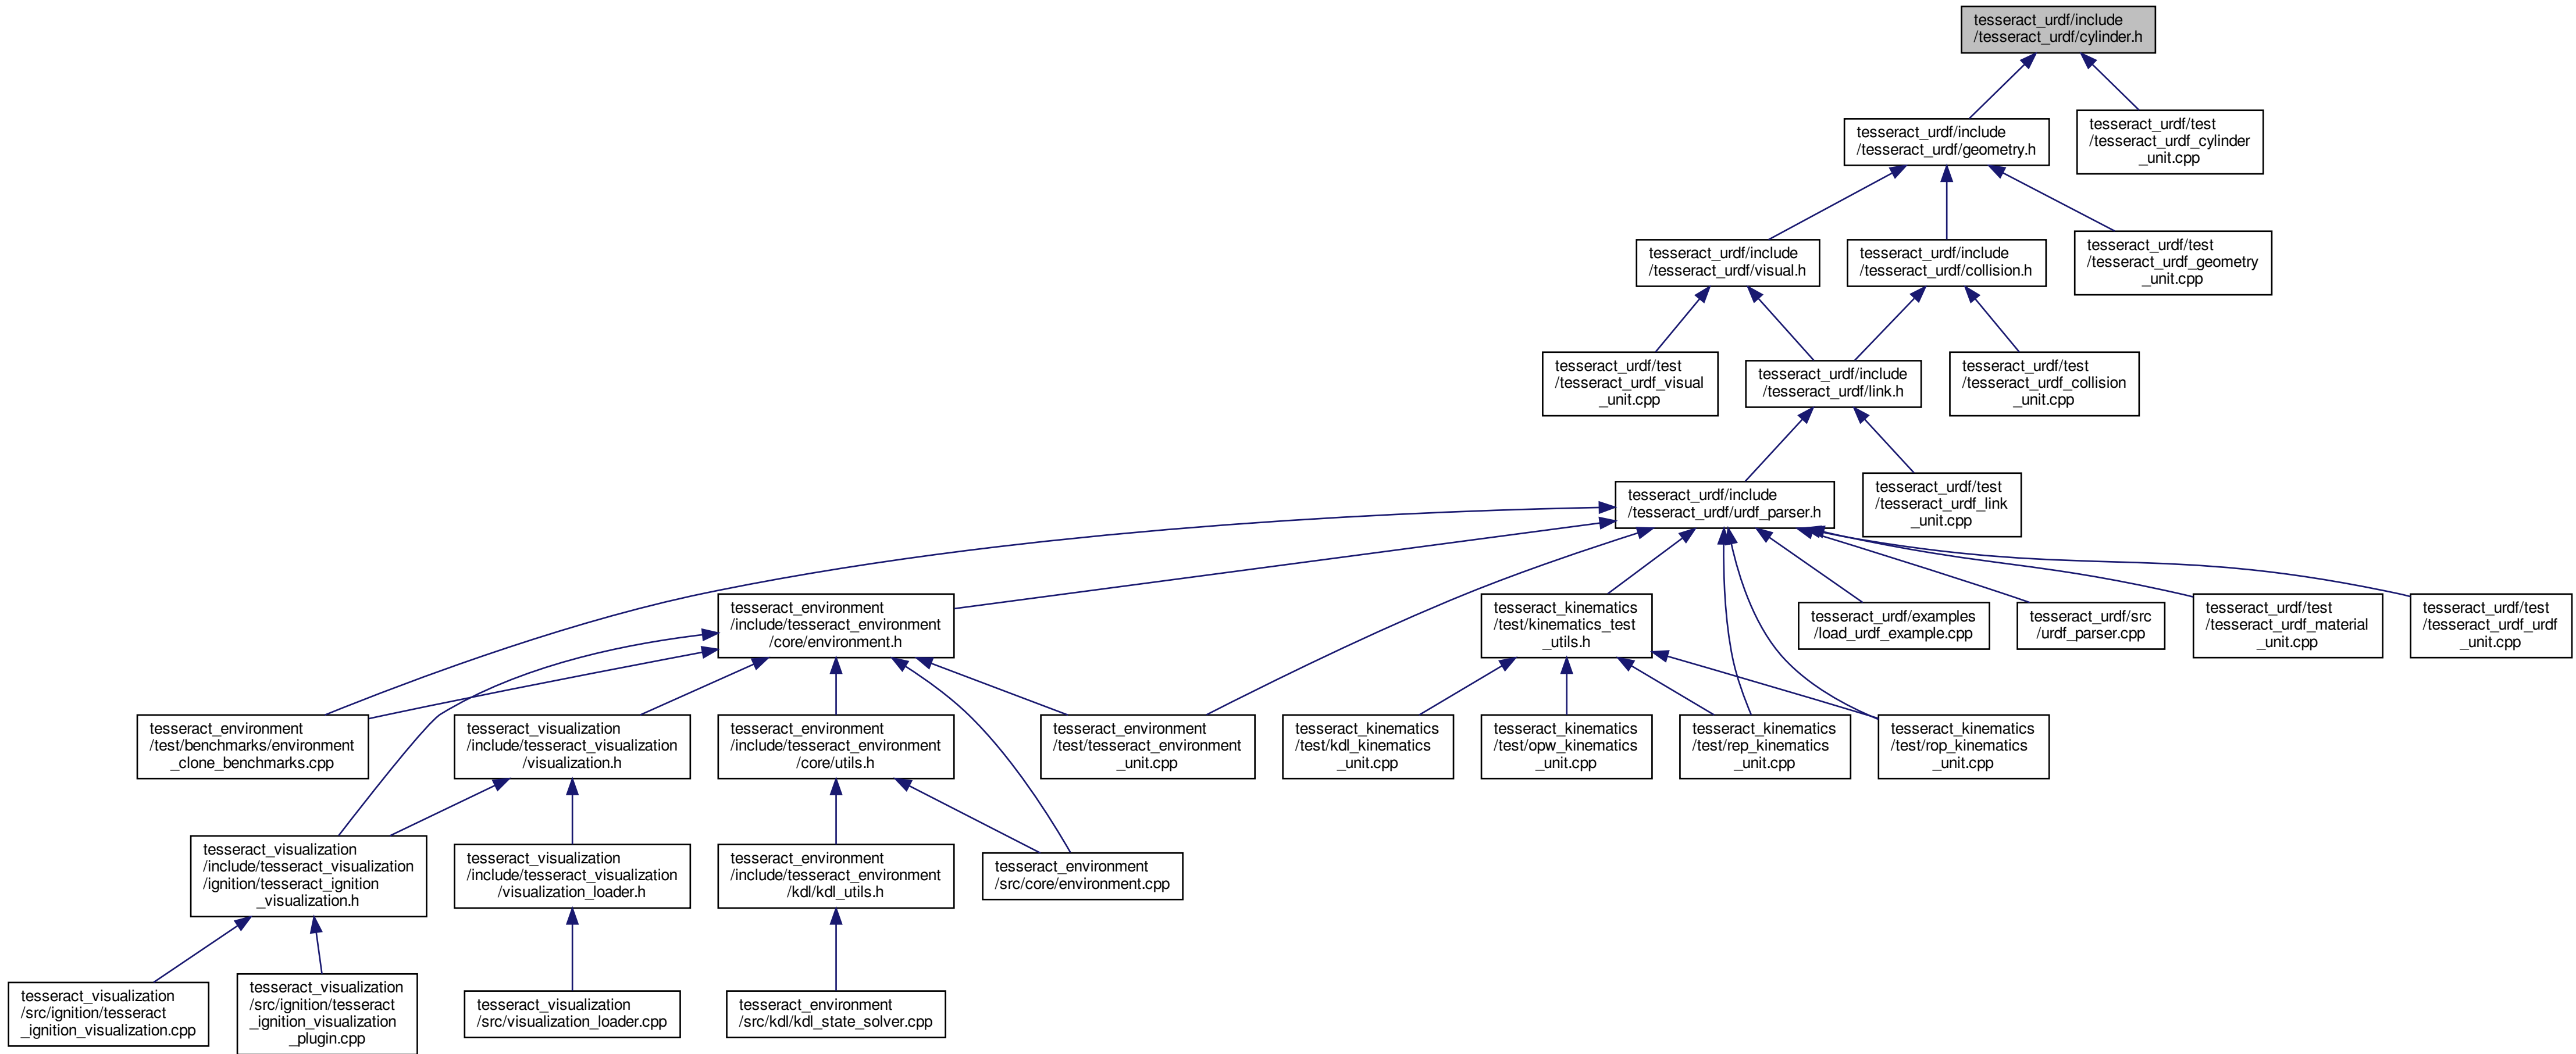 tesseract_urdf/include
/tesseract_urdf/cylinder.h
tesseract_urdf/include
/tesseract_urdf/geometry.h
tesseract_urdf/test
/tesseract_urdf_cylinder
_unit.cpp
tesseract_urdf/include
/tesseract_urdf/visual.h
tesseract_urdf/include
/tesseract_urdf/collision.h
tesseract_urdf/test
/tesseract_urdf_geometry
_unit.cpp
tesseract_urdf/test
/tesseract_urdf_visual
_unit.cpp
tesseract_urdf/include
/tesseract_urdf/link.h
tesseract_urdf/test
/tesseract_urdf_collision
_unit.cpp
tesseract_urdf/include
/tesseract_urdf/urdf_parser.h
tesseract_urdf/test
/tesseract_urdf_link
_unit.cpp
tesseract_environment
/include/tesseract_environment
/core/environment.h
tesseract_kinematics
/test/kinematics_test
_utils.h
tesseract_urdf/examples
/load_urdf_example.cpp
tesseract_urdf/src
/urdf_parser.cpp
tesseract_urdf/test
/tesseract_urdf_material
_unit.cpp
tesseract_urdf/test
/tesseract_urdf_urdf
_unit.cpp
tesseract_environment
/test/benchmarks/environment
_clone_benchmarks.cpp
tesseract_visualization
/include/tesseract_visualization
/visualization.h
tesseract_environment
/include/tesseract_environment
/core/utils.h
tesseract_environment
/test/tesseract_environment
_unit.cpp
tesseract_kinematics
/test/kdl_kinematics
_unit.cpp
tesseract_kinematics
/test/opw_kinematics
_unit.cpp
tesseract_kinematics
/test/rep_kinematics
_unit.cpp
tesseract_kinematics
/test/rop_kinematics
_unit.cpp
tesseract_visualization
/include/tesseract_visualization
/ignition/tesseract_ignition
_visualization.h
tesseract_visualization
/include/tesseract_visualization
/visualization_loader.h
tesseract_environment
/include/tesseract_environment
/kdl/kdl_utils.h
tesseract_environment
/src/core/environment.cpp
tesseract_visualization
/src/ignition/tesseract
_ignition_visualization.cpp
tesseract_visualization
/src/ignition/tesseract
_ignition_visualization
_plugin.cpp
tesseract_visualization
/src/visualization_loader.cpp
tesseract_environment
/src/kdl/kdl_state_solver.cpp